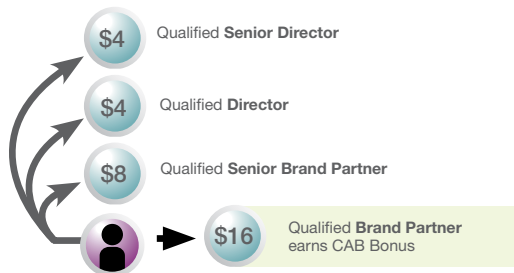 $4 Qualified Senior Director
$4 Qualified Director
$8 Qualified Senior Brand Partner
$16 Qualified Brand Partner
earns CAB Bonus